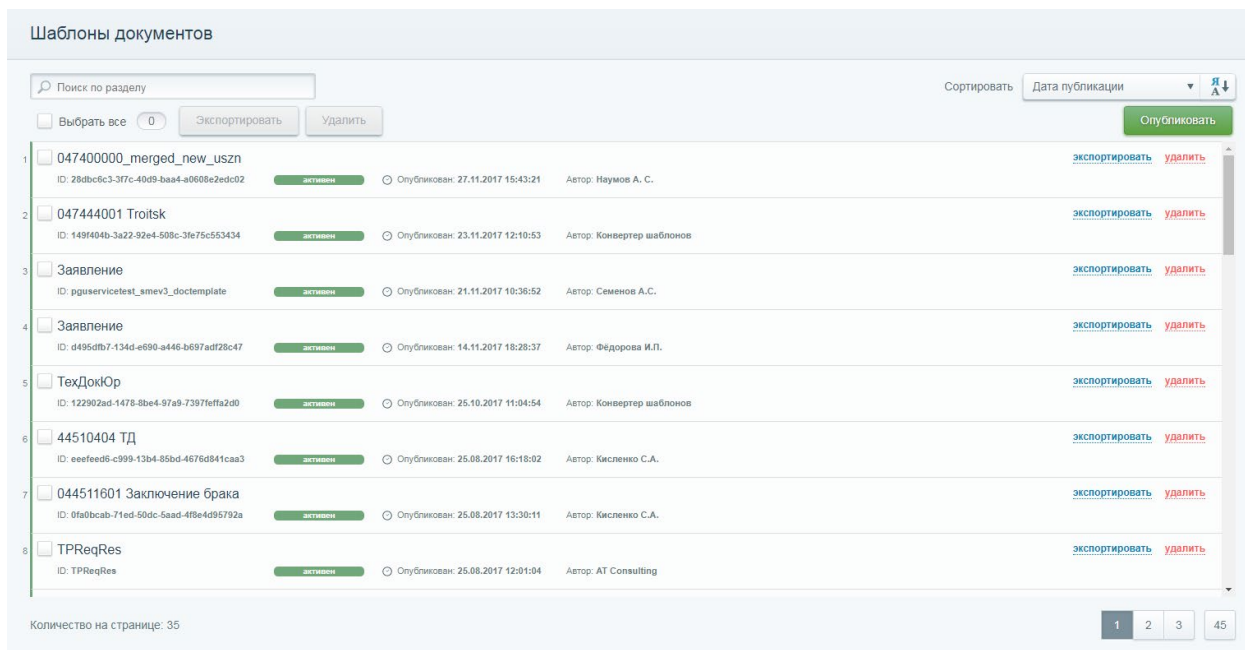 Шаблоны документов
Поиск по разделу
Сортировать Дата публикации ▼ Я А
Выбрать все 0 Экспортировать Удалить Опубликовать
1 047400000_merged_new_uszn экспортировать удалить
ID: 28dbc6c3-3f7c-40d9-baa4-a0608e2edc02 активен Опубликован: 27.11.2017 15:43:21 Автор: Наумов А. С.
2 047444001 Troitsk экспортировать удалить
ID: 149f404b-3a22-92e4-508c-3fe75c553434 активен Опубликован: 23.11.2017 12:10:53 Автор: Конвертер шаблонов
3 Заявление экспортировать удалить
ID: pguservicetest_smev3_doctemplate активен Опубликован: 21.11.2017 10:36:52 Автор: Семенов А.С.
4 Заявление экспортировать удалить
ID: d495dfb7-134d-e690-a446-b697adf28c47 активен Опубликован: 14.11.2017 18:28:37 Автор: Фёдорова И.П.
5 ТехДокЮр экспортировать удалить
ID: 122902ad-1478-8be4-97a9-7397feffa2d0 активен Опубликован: 25.10.2017 11:04:54 Автор: Конвертер шаблонов
6 44510404 ТД экспортировать удалить
ID: eeefeed6-c999-13b4-85bd-4676d841caa3 активен Опубликован: 25.08.2017 16:18:02 Автор: Кисленко С.А.
7 044511601 Заключение брака экспортировать удалить
ID: 0fa0bcab-71ed-50dc-5aad-4f8e4d95792a активен Опубликован: 25.08.2017 13:30:11 Автор: Кисленко С.А.
8 TPReqRes экспортировать удалить
ID: TPReqRes активен Опубликован: 25.08.2017 12:01:04 Автор: AT Consulting
Количество на странице: 35 1 2 3 45